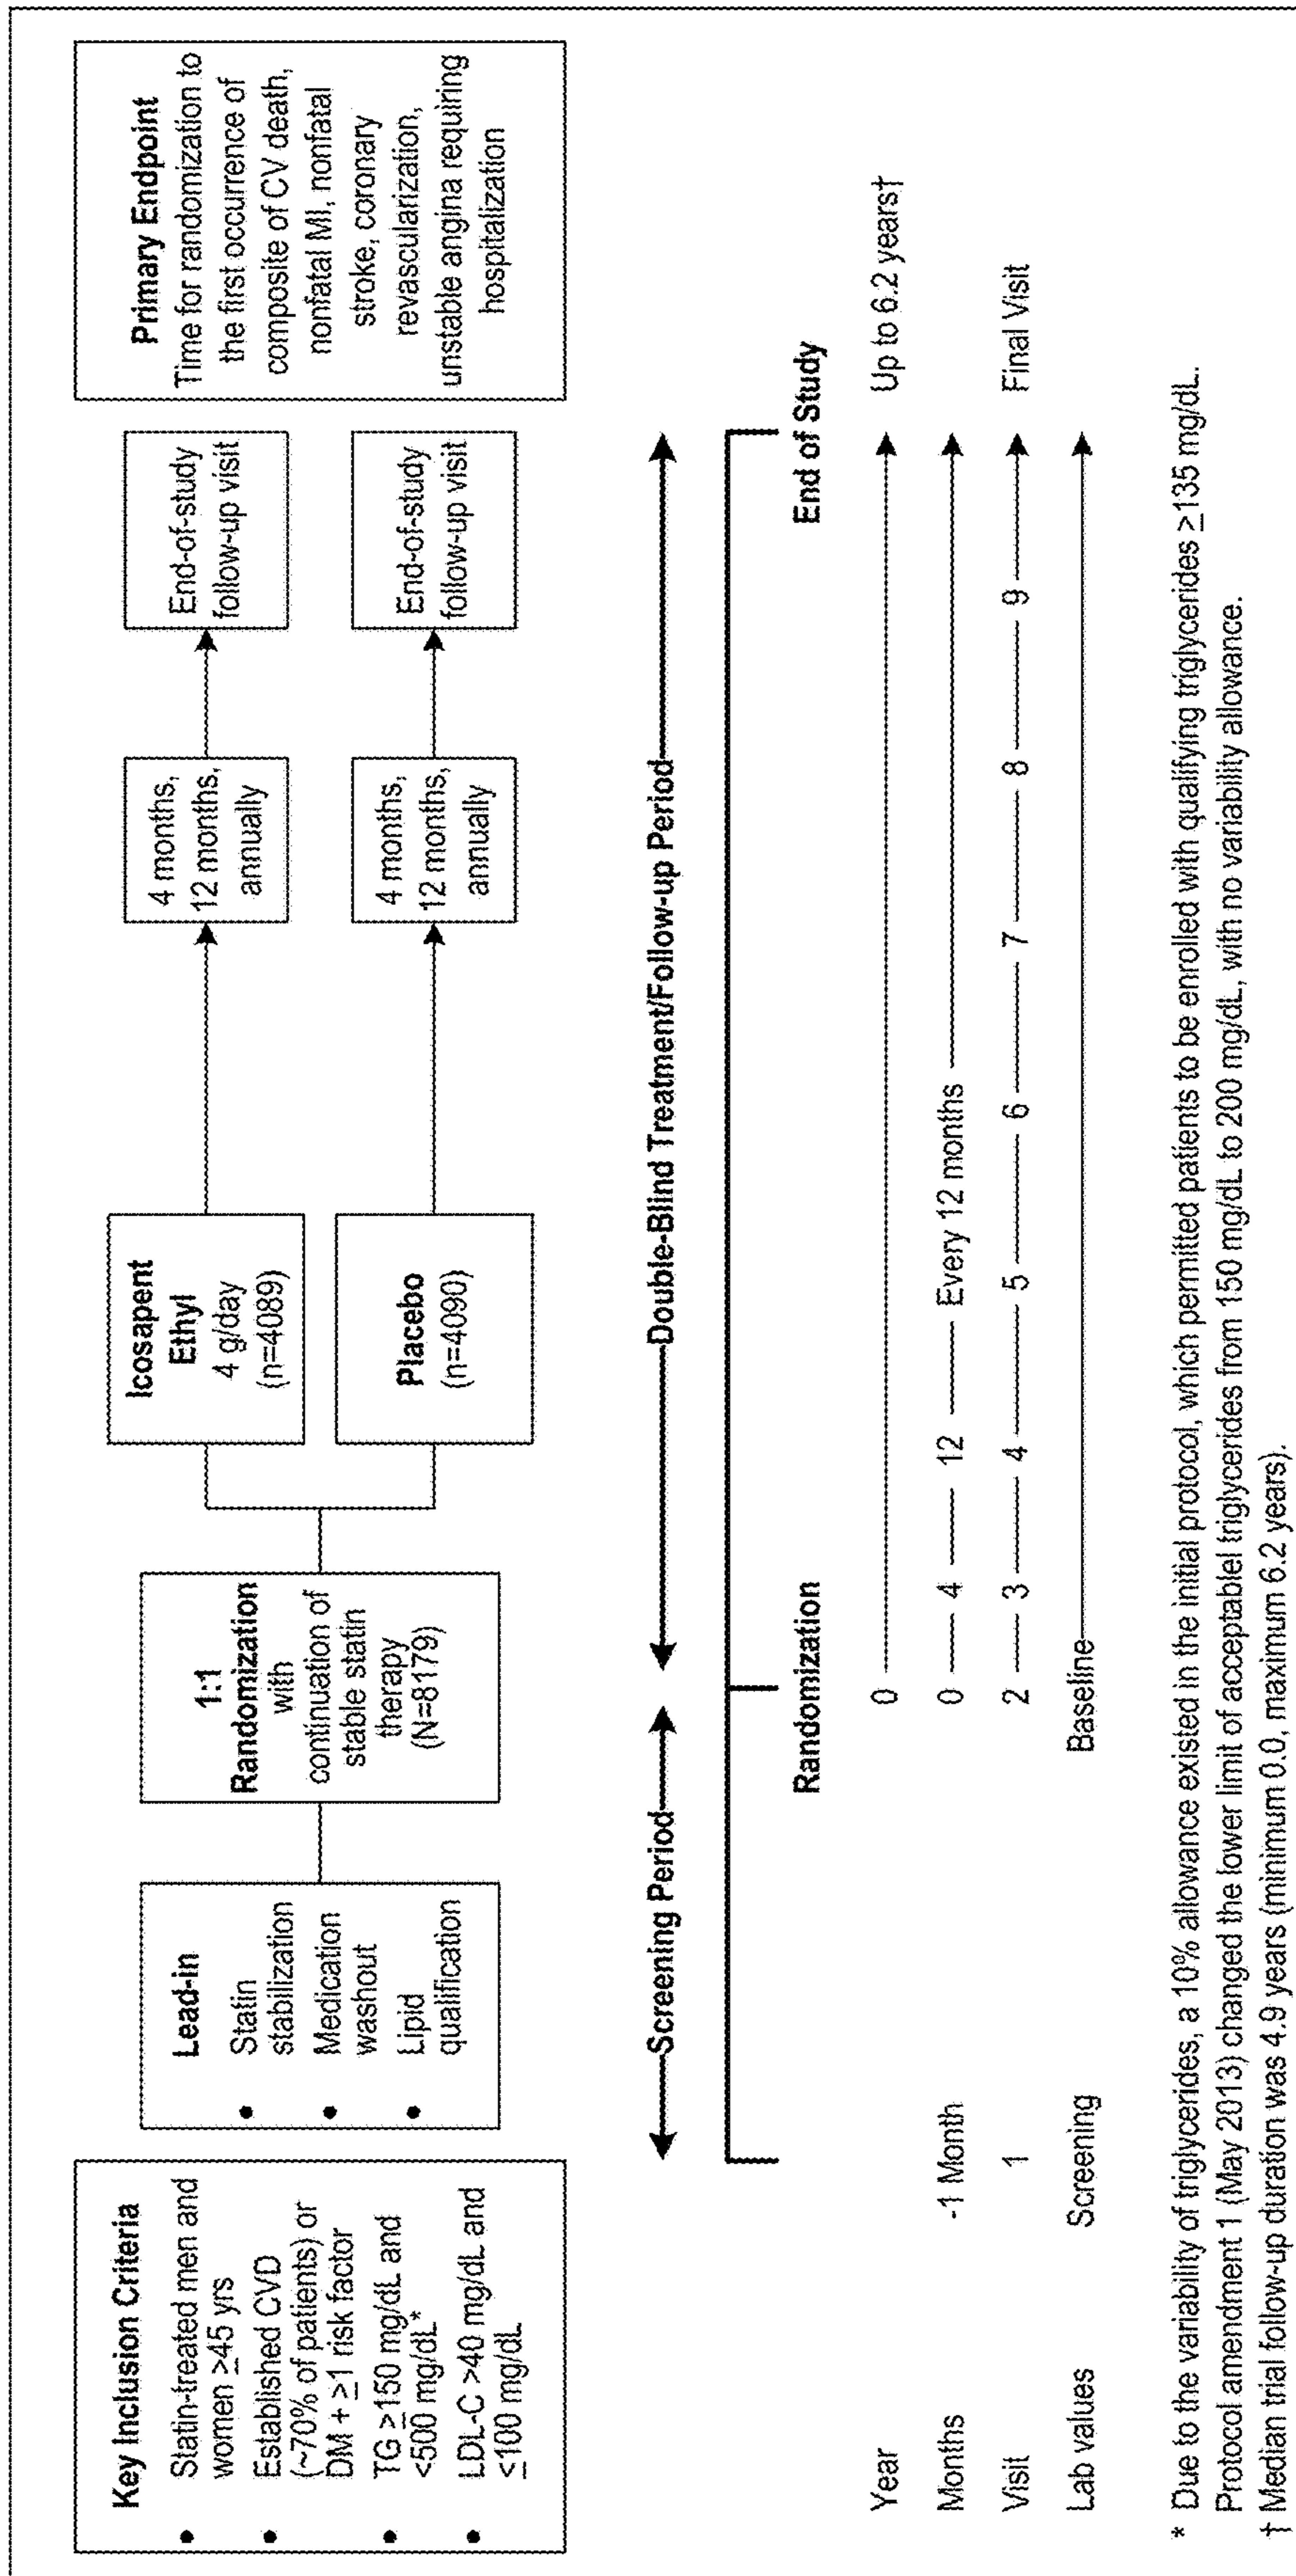 Key Inclusion Criteria
• Statin-treated men and
women ≥45 yrs
• Established CVD
(~70% of patients) or
DM + ≥1 risk factor
• TG ≥150 mg/dL and
<500 mg/dL*
• LDL-C >40 mg/dL and
≤100 mg/dL
Lead-in
• Statin
stabilization
• Medication
washout
• Lipid
qualification
1:1
Randomization
with
continuation of
stable statin
therapy
(N=8179)
Icosapent
Ethyl
4 g/day
(n=4089)
Placebo
(n=4090)
4 months,
12 months,
annually
4 months,
12 months,
annually
End-of-study
follow-up visit
End-of-study
follow-up visit
Primary Endpoint
Time for randomization to
the first occurrence of
composite of CV death,
nonfatal MI, nonfatal
stroke, coronary
revascularization,
unstable angina requiring
hospitalization
Screening Period
Double-Blind Treatment/Follow-up Period
Randomization
End of Study
Year 0 Up to 6.2 years†
Months -1 Month 0 4 12 Every 12 months
Visit 1 2 3 4 5 6 7 8 9 Final Visit
Lab values Screening Baseline
* Due to the variability of triglycerides, a 10% allowance existed in the initial protocol, which permitted patients to be enrolled with qualifying triglycerides ≥135 mg/dL.
Protocol amendment 1 (May 2013) changed the lower limit of acceptablel triglycerides from 150 mg/dL to 200 mg/dL, with no variability allowance.
† Median trial follow-up duration was 4.9 years (minimum 0.0, maximum 6.2 years).